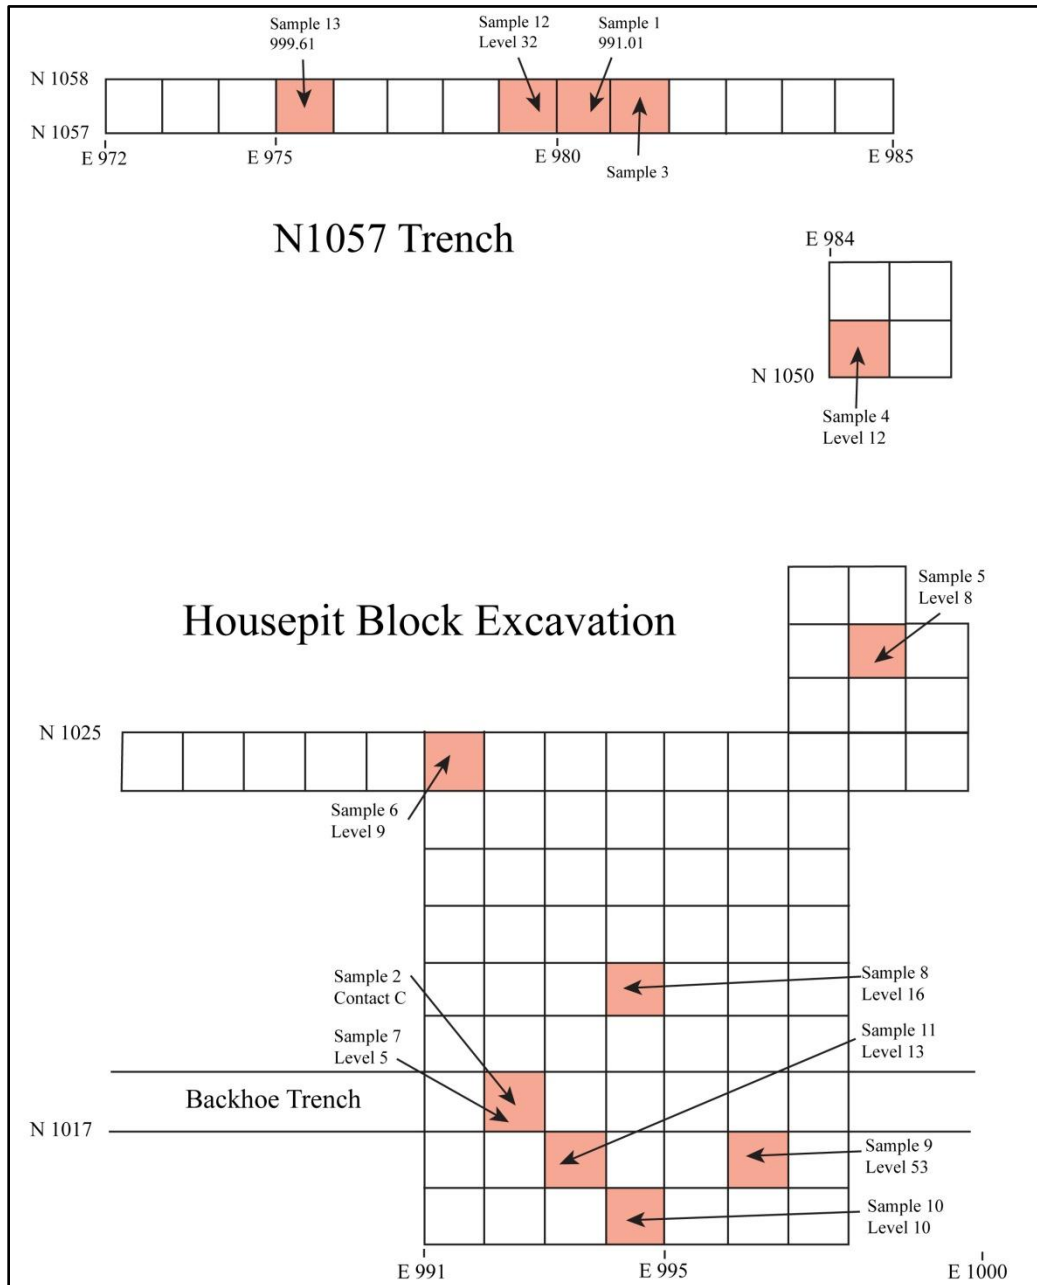 Sample 13
999.61
Sample 12
Level 32
Sample 1
991.01
N 1058
N 1057
E 972
E 975
E 980
E 985
Sample 3
N1057 Trench
E 984
N 1050
Sample 4
Level 12
Housepit Block Excavation
Sample 5
Level 8
N 1025
Sample 6
Level 9
Sample 2
Contact C
Sample 8
Level 16
Sample 7
Level 5
Sample 11
Level 13
Backhoe Trench
N 1017
Sample 9
Level 53
Sample 10
Level 10
E 991
E 995
E 1000